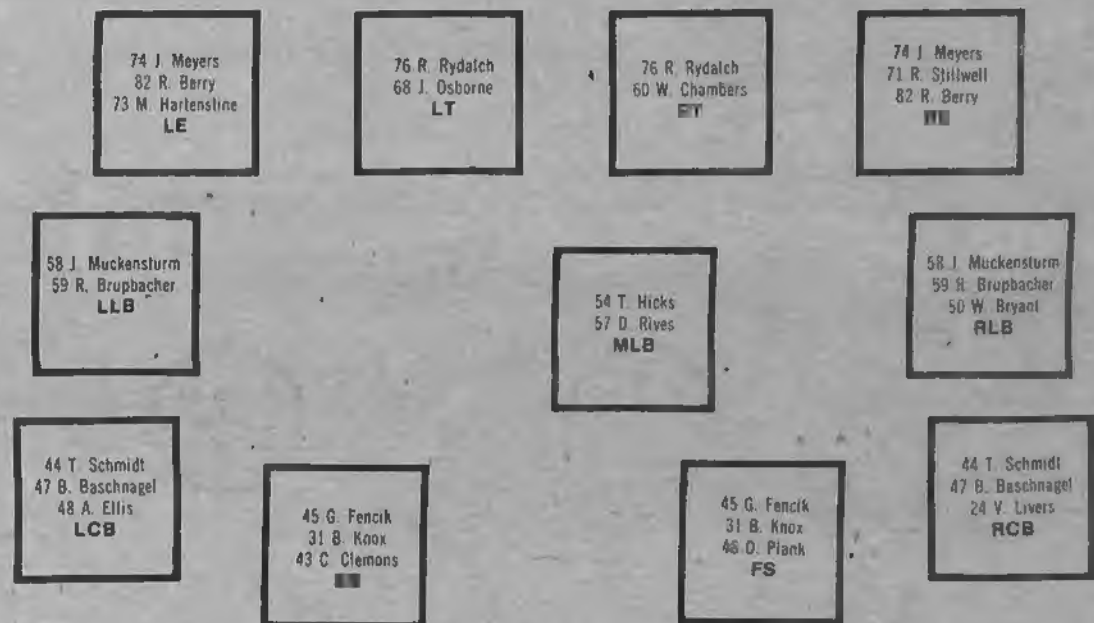 74 J. Meyers
82 R. Berry
73 M. Hartenstine
LE
76 R. Rydalch
68 J. Osborne
LT
76 R. Rydalch
60 W. Chambers
74 J. Meyers
71 R. Stillwell
82 R. Berry
58 J. Muckensturm
59 R. Brupbacher
LLB
54 T. Hicks
57 D. Rives
MLB
58 J. Muckensturm
59 R. Brupbacher
50 W. Bryant
RLB
44 T. Schmidt
47 B. Baschnagel
48 A. Ellis
LCB
45 G. Fencik
31 B. Knox
43 C. Clemons
45 G. Fencik
31 B. Knox
46 D. Plank
FS
44 T. Schmidt
47 B. Baschnagel
24 V. Livers
RCB